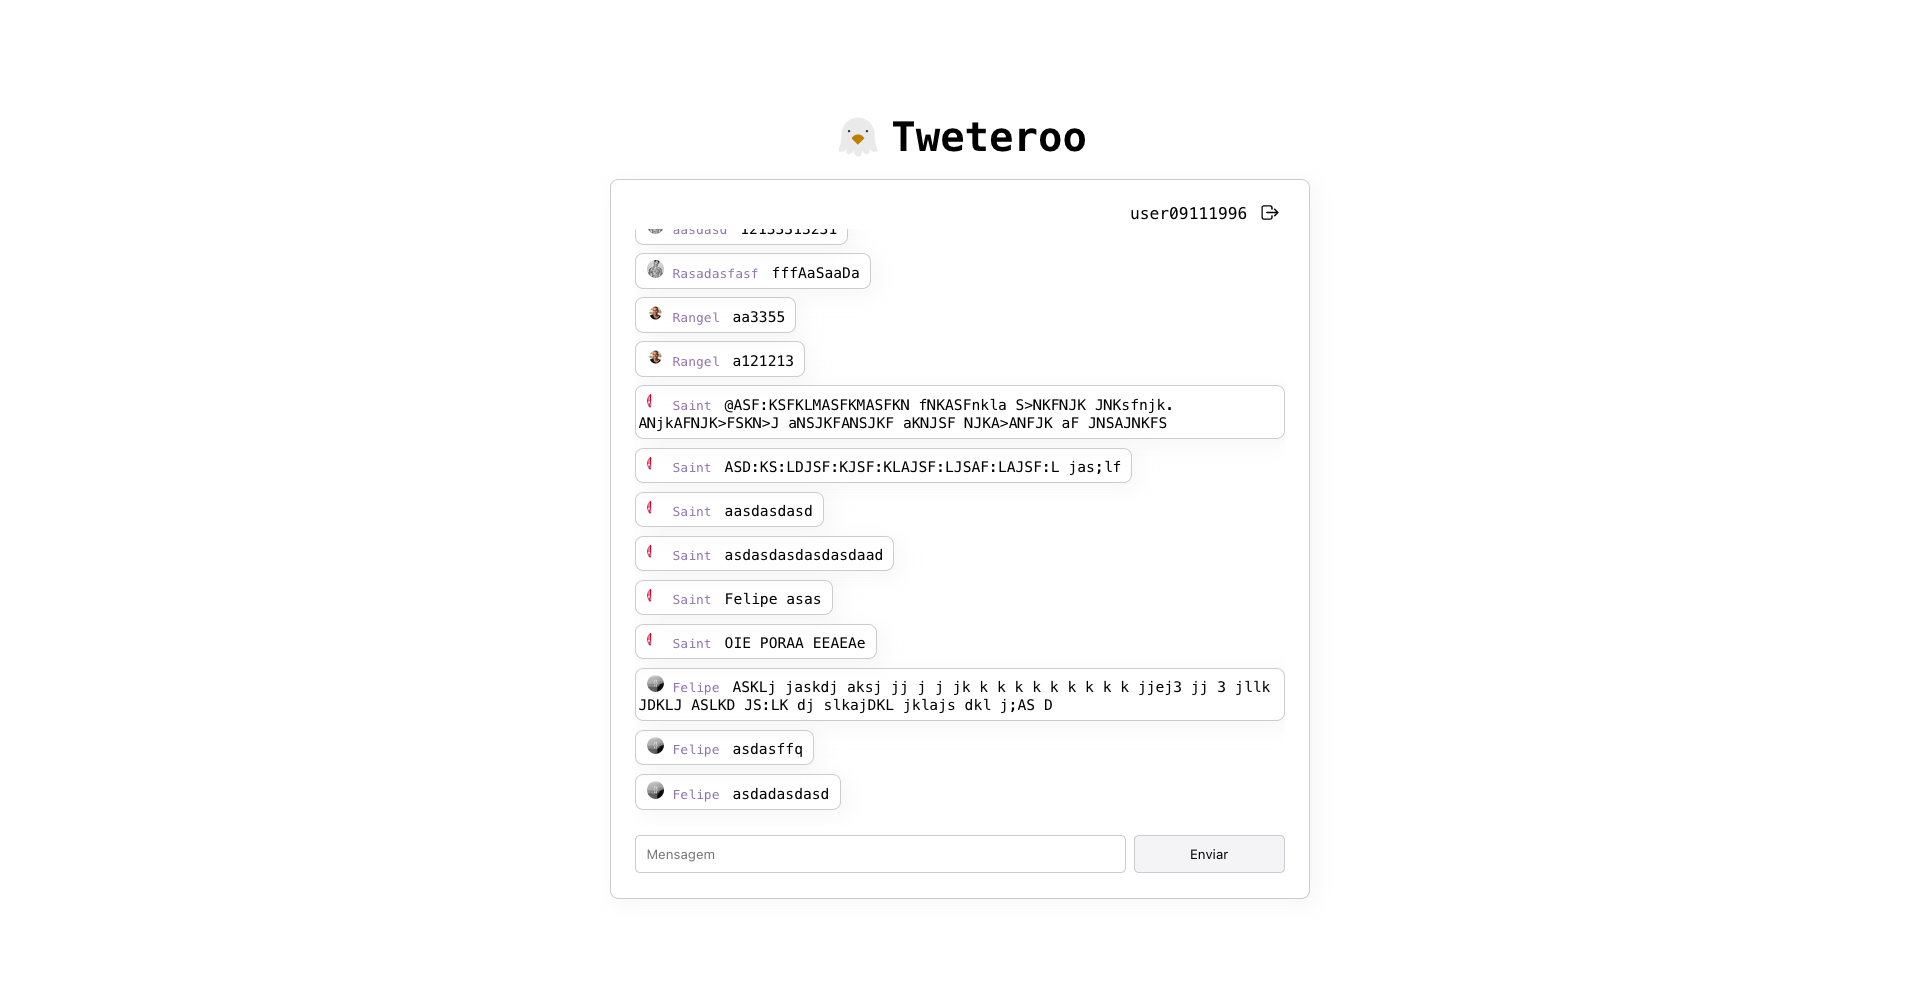 Tweteroo
user09111996
aasdasd 12133313231
Rasadasfasf fffAaSaaDa
Rangel aa3355
Rangel a121213
Saint @ASF:KSFKLMASFKMASFKN fNKASFnkla S>NKFNJK JNKsfnjk.
ANjkAFNJK>FSKN>J aNSJKFANSJKF aKNJSF NJKA>ANFJK aF JNSAJNKFS
Saint ASD:KS:LDJSF:KJSF:KLAJSF:LJSAF:LAJSF:L jas;lf
Saint aasdasdasd
Saint asdasdasdasdasdaad
Saint Felipe asas
Saint OIE PORAA EEAEAe
Felipe ASKLj jaskdj aksj jj j j jk k k k k k k k k k jjej3 jj 3 jllk
JDKLJ ASLKD JS:LK dj slkajDKL jklajs dkl j;AS D
Felipe asdasffq
Felipe asdadasdasd
Mensagem Enviar